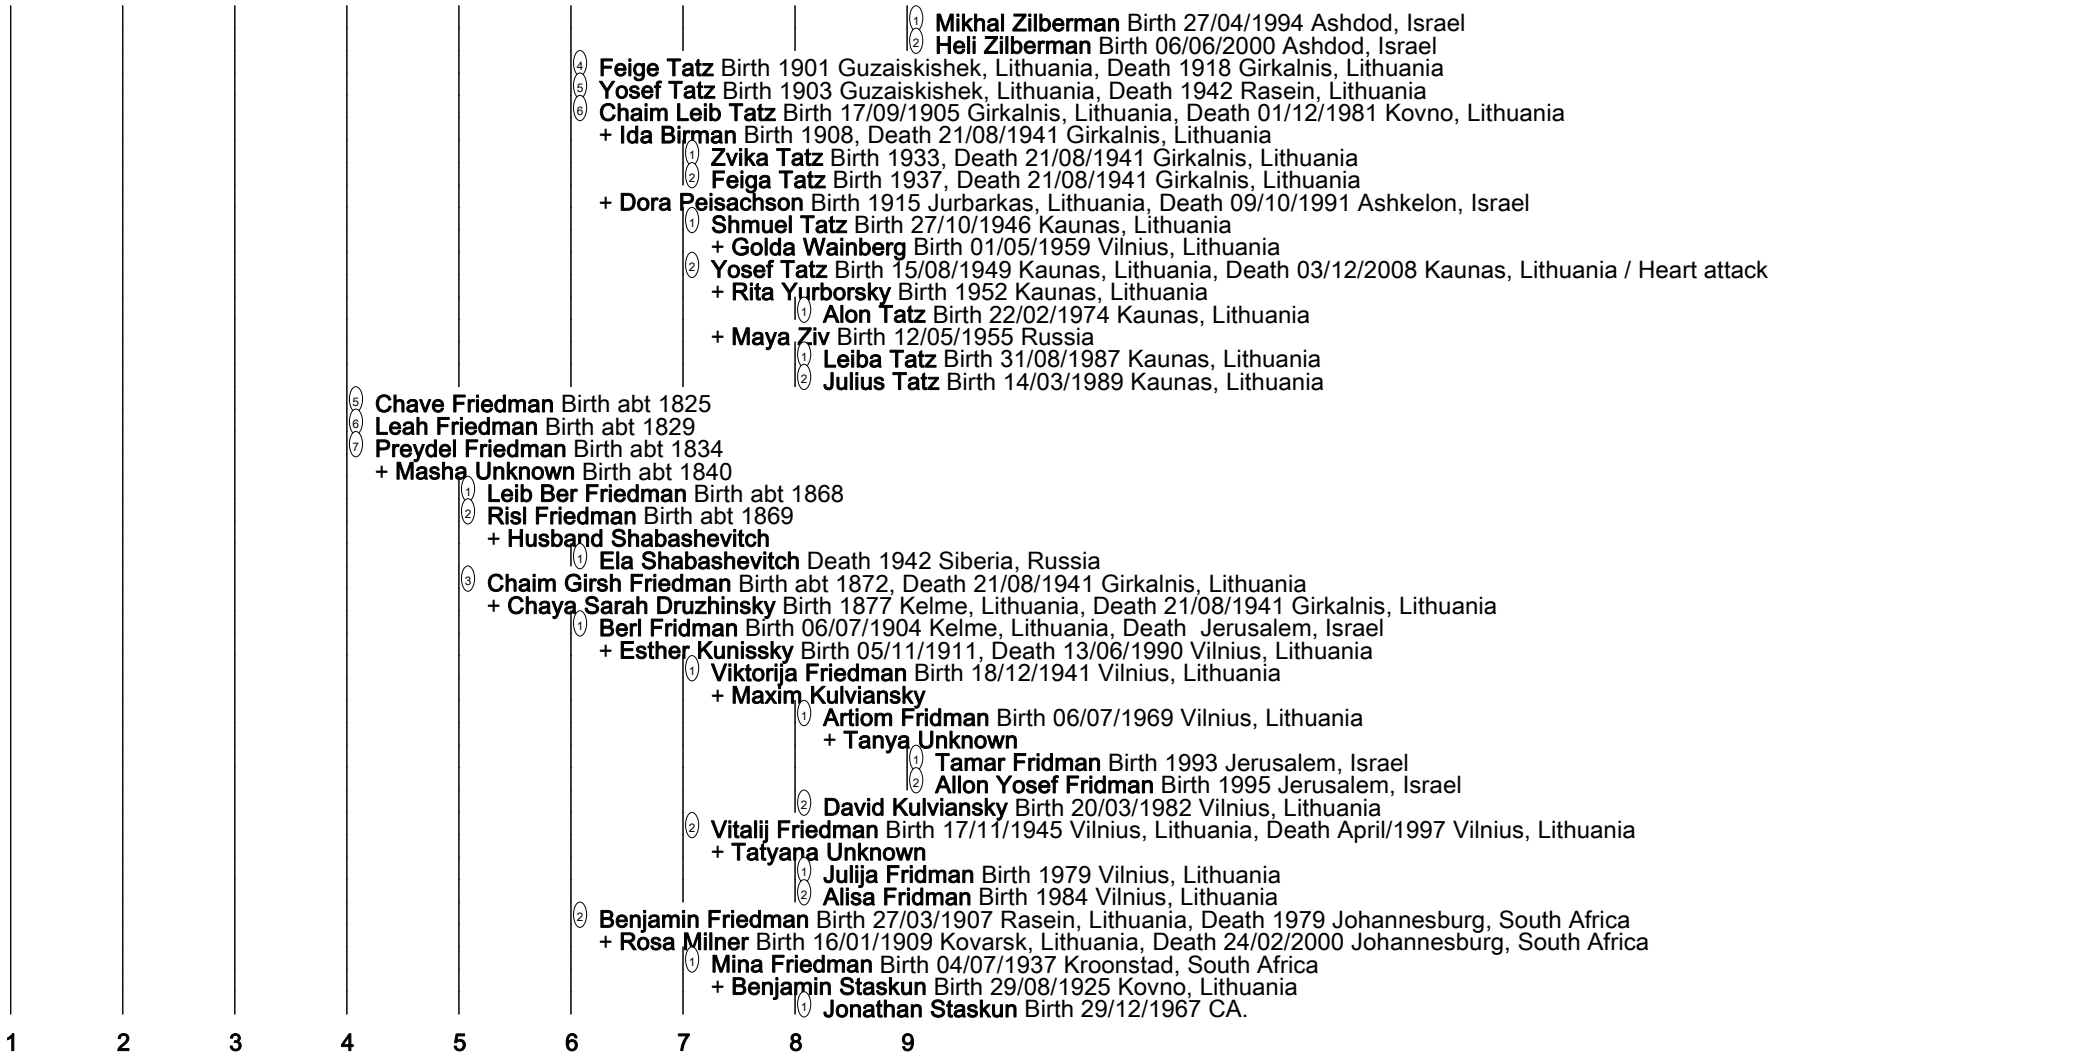 ① Mikhal Zilberman Birth 27/04/1994 Ashdod, Israel
② Heli Zilberman Birth 06/06/2000 Ashdod, Israel
④ Feige Tatz Birth 1901 Guzaiskishek, Lithuania, Death 1918 Girkalnis, Lithuania
⑤ Yosef Tatz Birth 1903 Guzaiskishek, Lithuania, Death 1942 Rasein, Lithuania
⑥ Chaim Leib Tatz Birth 17/09/1905 Girkalnis, Lithuania, Death 01/12/1981 Kovno, Lithuania
+ Ida Birman Birth 1908, Death 21/08/1941 Girkalnis, Lithuania
① Zvika Tatz Birth 1933, Death 21/08/1941 Girkalnis, Lithuania
② Feiga Tatz Birth 1937, Death 21/08/1941 Girkalnis, Lithuania
+ Dora Peisachson Birth 1915 Jurbarkas, Lithuania, Death 09/10/1991 Ashkelon, Israel
① Shmuel Tatz Birth 27/10/1946 Kaunas, Lithuania
+ Golda Wainberg Birth 01/05/1959 Vilnius, Lithuania
② Yosef Tatz Birth 15/08/1949 Kaunas, Lithuania, Death 03/12/2008 Kaunas, Lithuania / Heart attack
+ Rita Yurborsky Birth 1952 Kaunas, Lithuania
① Alon Tatz Birth 22/02/1974 Kaunas, Lithuania
+ Maya Ziv Birth 12/05/1955 Russia
① Leiba Tatz Birth 31/08/1987 Kaunas, Lithuania
② Julius Tatz Birth 14/03/1989 Kaunas, Lithuania
⑤ Chave Friedman Birth abt 1825
⑥ Leah Friedman Birth abt 1829
⑦ Preydel Friedman Birth abt 1834
+ Masha Unknown Birth abt 1840
① Leib Ber Friedman Birth abt 1868
② Risl Friedman Birth abt 1869
+ Husband Shabashevitch
① Ela Shabashevitch Death 1942 Siberia, Russia
③ Chaim Girsh Friedman Birth abt 1872, Death 21/08/1941 Girkalnis, Lithuania
+ Chaya Sarah Druzhinsky Birth 1877 Kelme, Lithuania, Death 21/08/1941 Girkalnis, Lithuania
① Berl Fridman Birth 06/07/1904 Kelme, Lithuania, Death  Jerusalem, Israel
+ Esther Kunissky Birth 05/11/1911, Death 13/06/1990 Vilnius, Lithuania
① Viktorija Friedman Birth 18/12/1941 Vilnius, Lithuania
+ Maxim Kulviansky
① Artiom Fridman Birth 06/07/1969 Vilnius, Lithuania
+ Tanya Unknown
① Tamar Fridman Birth 1993 Jerusalem, Israel
② Allon Yosef Fridman Birth 1995 Jerusalem, Israel
② David Kulviansky Birth 20/03/1982 Vilnius, Lithuania
② Vitalij Friedman Birth 17/11/1945 Vilnius, Lithuania, Death April/1997 Vilnius, Lithuania
+ Tatyana Unknown
① Julija Fridman Birth 1979 Vilnius, Lithuania
② Alisa Fridman Birth 1984 Vilnius, Lithuania
② Benjamin Friedman Birth 27/03/1907 Rasein, Lithuania, Death 1979 Johannesburg, South Africa
+ Rosa Milner Birth 16/01/1909 Kovarsk, Lithuania, Death 24/02/2000 Johannesburg, South Africa
① Mina Friedman Birth 04/07/1937 Kroonstad, South Africa
+ Benjamin Staskun Birth 29/08/1925 Kovno, Lithuania
① Jonathan Staskun Birth 29/12/1967 CA.
1 2 3 4 5 6 7 8 9